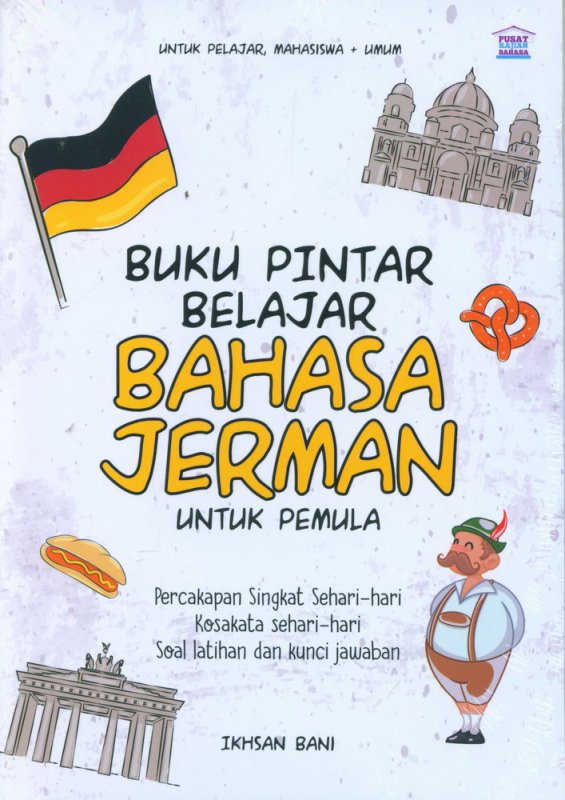 UNTUK PELAJAR, MAHASISWA + UMUM
PUSAT
KAJIAN
BAHASA
BUKU PINTAR
BELAJAR
BAHASA
JERMAN
UNTUK PEMULA
Percakapan Singkat Sehari-hari
Kosakata sehari-hari
Soal latihan dan kunci jawaban
IKHSAN BANI